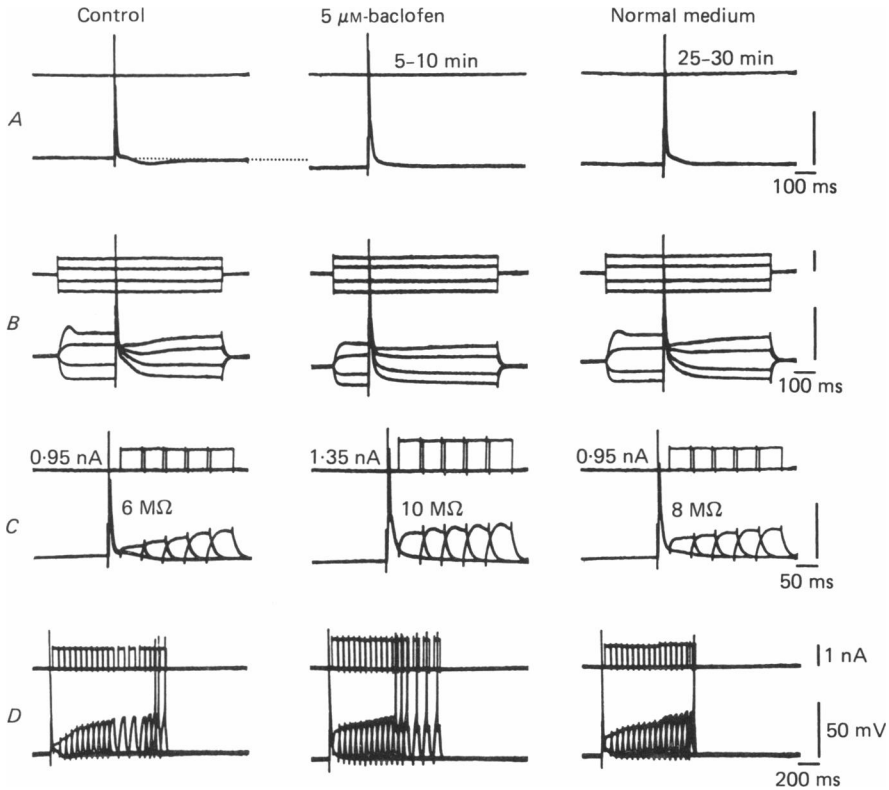 Control
5 μM-baclofen
Normal medium
5–10 min
25–30 min
A
100 ms
B
100 ms
0·95 nA
1·35 nA
0·95 nA
6 MΩ
10 MΩ
8 MΩ
C
50 ms
1 nA
D
50 mV
200 ms